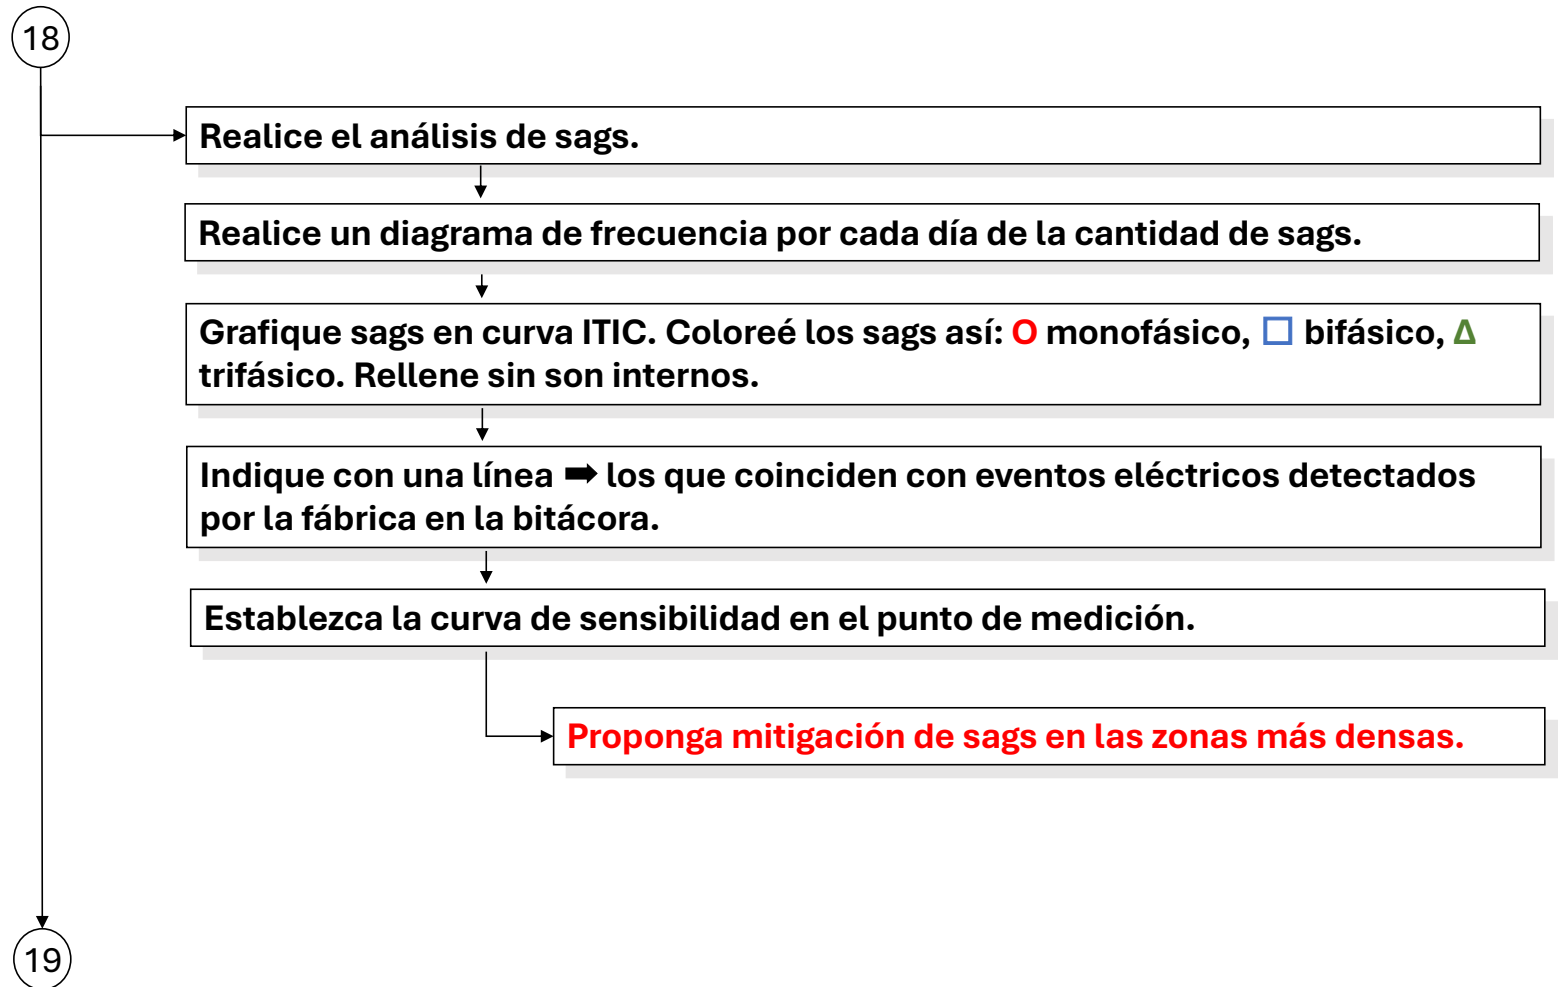 18
Realice el análisis de sags.
Realice un diagrama de frecuencia por cada día de la cantidad de sags.
Grafique sags en curva ITIC. Coloreé los sags así: O monofásico, □ bifásico, Δ
trifásico. Rellene sin son internos.
Indique con una línea ➡ los que coinciden con eventos eléctricos detectados
por la fábrica en la bitácora.
Establezca la curva de sensibilidad en el punto de medición.
Proponga mitigación de sags en las zonas más densas.
19